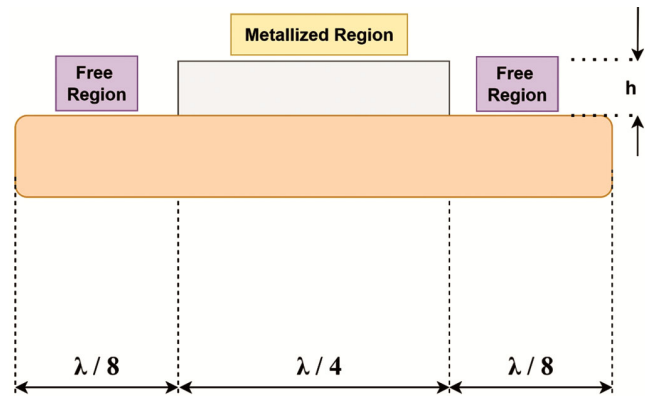 Metallized Region
Free
Region
Free
Region
h
λ / 8
λ / 4
λ / 8